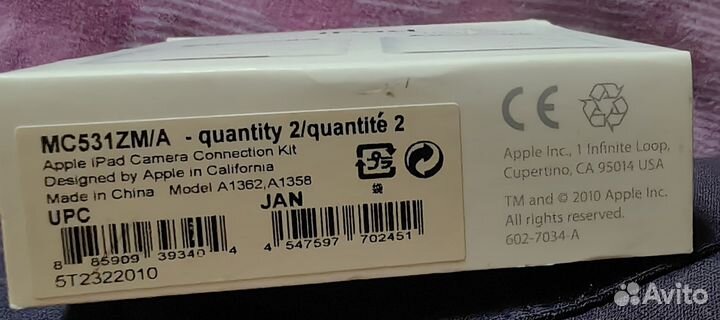 MC531ZM/A - quantity 2/quantité 2
Apple iPad Camera Connection Kit
Designed by Apple in California
Made in China Model A1362,A1358
UPC
JAN
8 85909 39340 4
4 547597 702451
5T2322010
袋
CE
Apple Inc., 1 Infinite Loop,
Cupertino, CA 95014 USA
TM and © 2010 Apple Inc.
All rights reserved.
602-7034-A
Avito